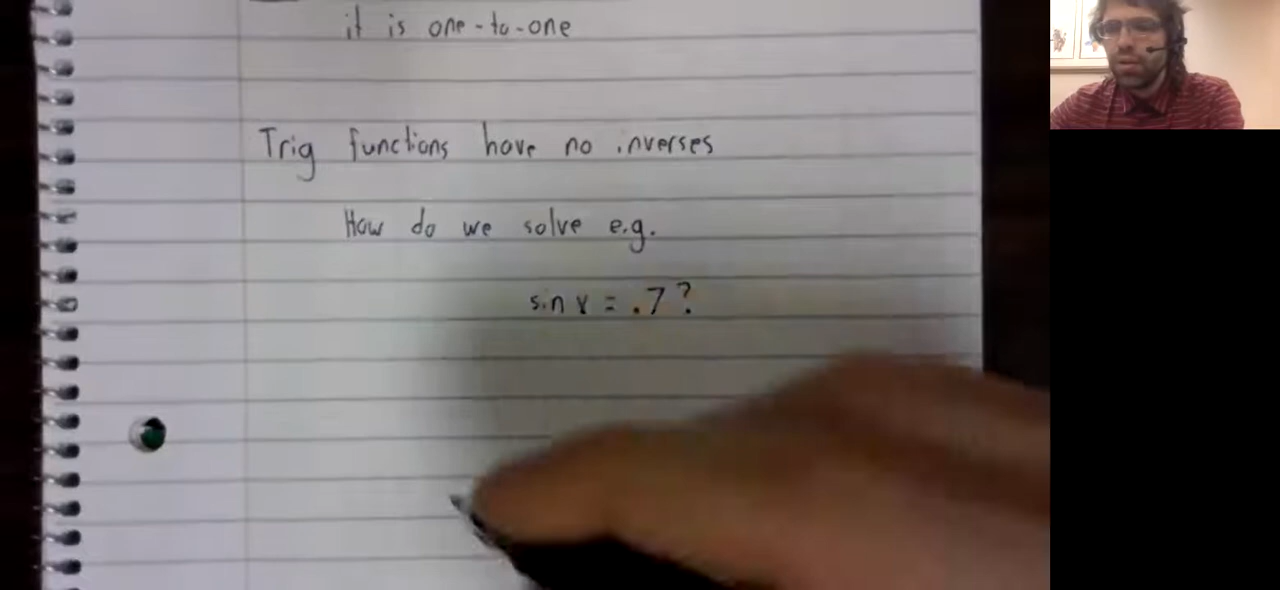 it is one-to-one
Trig functions have no inverses
How do we solve e.g.
sin x = .7?